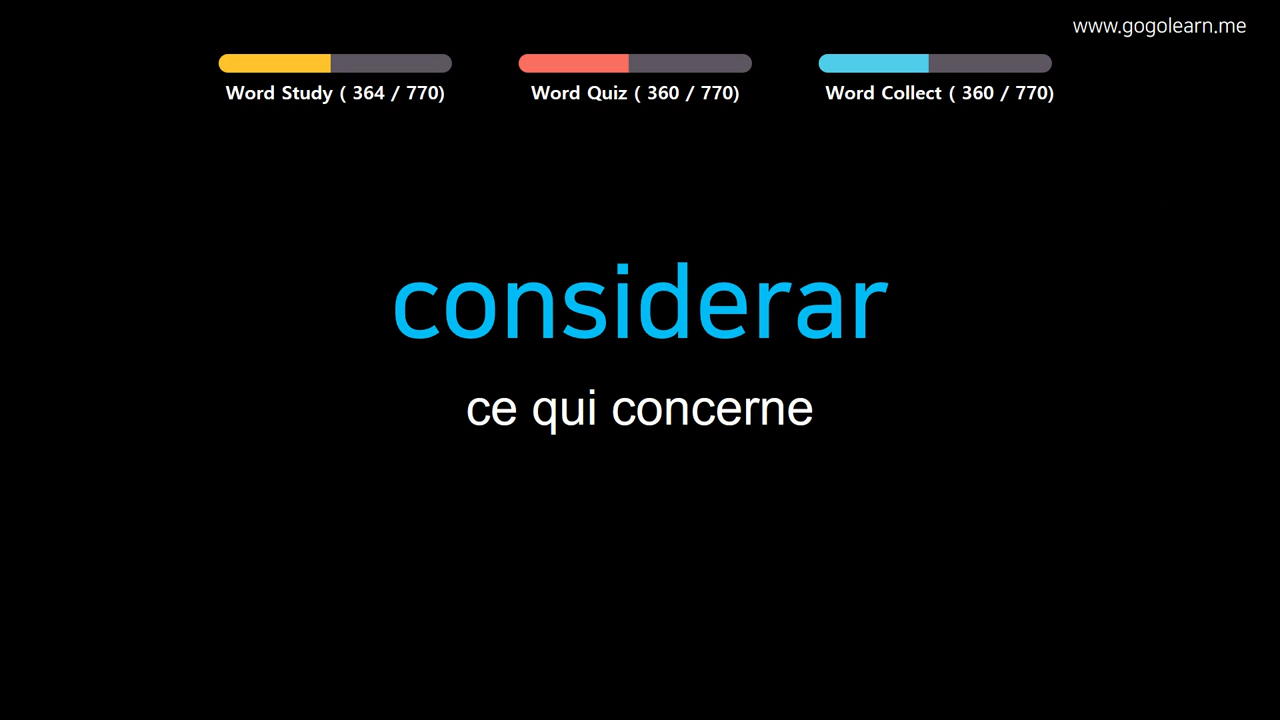 www.gogolearn.me
Word Study ( 364 / 770)
Word Quiz ( 360 / 770)
Word Collect ( 360 / 770)
considerar
ce qui concerne